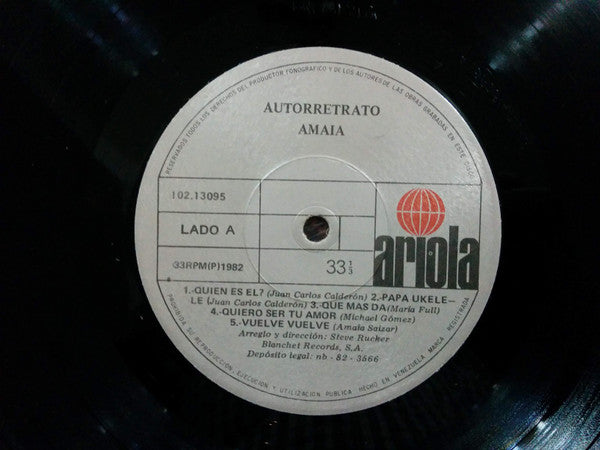 RESERVADOS TODOS LOS DERECHOS DEL PRODUCTOR FONOGRAFICO Y DE LOS AUTORES DE LAS OBRAS GRABADAS EN ESTE DISCO
AUTORRETRATO
AMAIA
102.13095
LADO A
33RPM(P)1982
33 1/3
ariola
1.-QUIEN ES EL? (Juan Carlos Calderón) 2.-PAPA UKELE-
LE (Juan Carlos Calderón) 3.-QUE MAS DA (María Full)
4.-QUIERO SER TU AMOR (Michael Gómez)
5.-VUELVE VUELVE (Amaia Saizar)
Arreglo y dirección: Steve Rucker
Blanchet Records, S.A.
Depósito legal: nb - 82 - 3566
PROHIBIDA SU REPRODUCCION, EJECUCION Y UTILIZACION PUBLICA HECHO EN VENEZUELA MARCA REGISTRADA